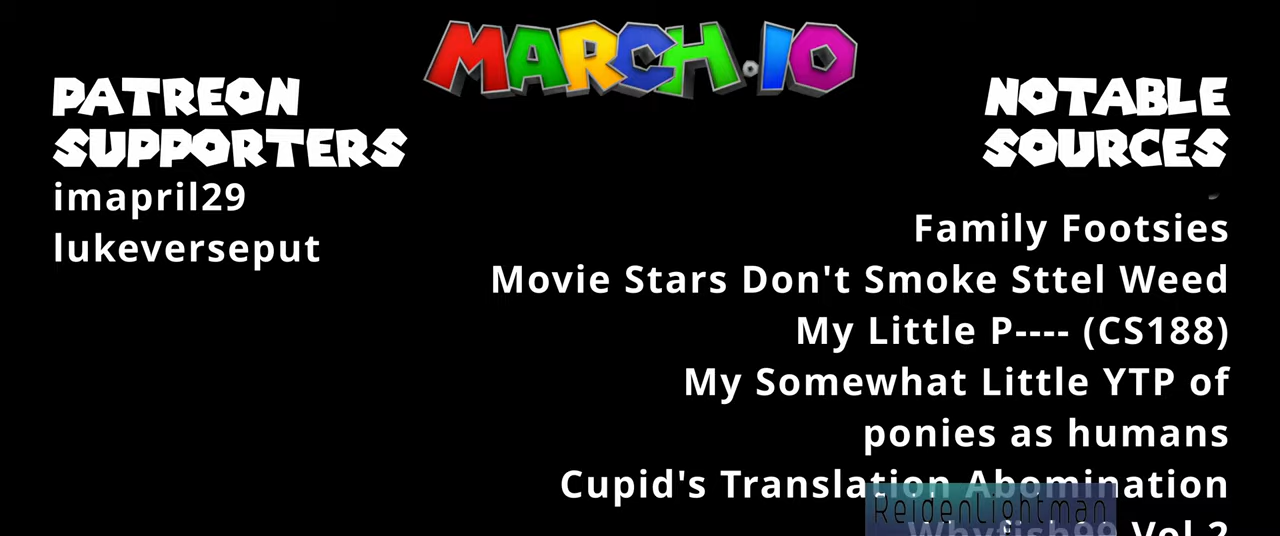 MARCH.IO
PATREON
SUPPORTERS
imapril29
lukeverseput
NOTABLE
SOURCES
Family Footsies
Movie Stars Don't Smoke Sttel Weed
My Little P---- (CS188)
My Somewhat Little YTP of
ponies as humans
Cupid's Translation Abomination
ReidenLightman
Whyfish99 Vol 2